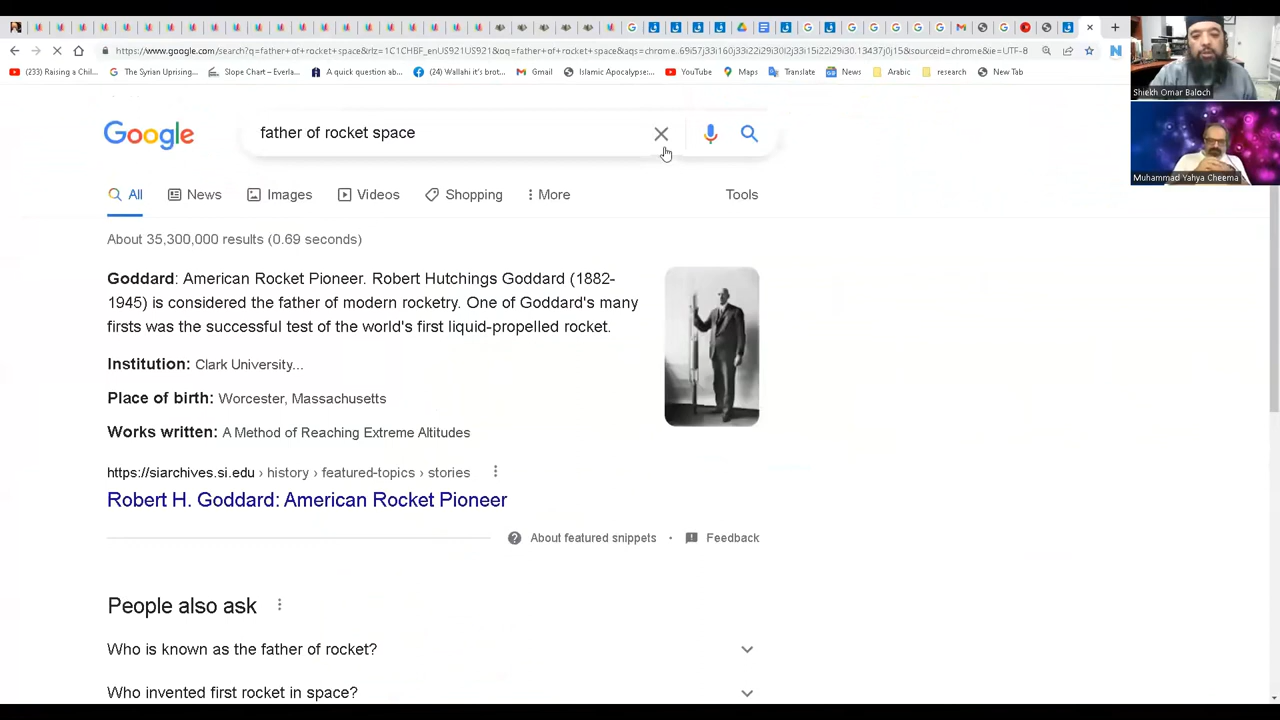 https://www.google.com/search?q=father+of+rocket+space&rlz=1C1CHBF_enUS921US921&oq=father+of+rocket+space&aqs=chrome..69i57j33i160j33i22i29i30l2j33i15i22i29i30.13437j0j15&sourceid=chrome&ie=UTF-8
(233) Raising a Chil...
The Syrian Uprising...
Slope Chart – Everla...
A quick question ab...
(24) Wallahi it's brot...
Gmail
Islamic Apocalypse:...
YouTube
Maps
Translate
News
Arabic
research
New Tab
Shiekh Omar Baloch
Muhammad Yahya Cheema
Google
father of rocket space
All
News
Images
Videos
Shopping
More
Tools
About 35,300,000 results (0.69 seconds)
Goddard: American Rocket Pioneer. Robert Hutchings Goddard (1882-
1945) is considered the father of modern rocketry. One of Goddard's many
firsts was the successful test of the world's first liquid-propelled rocket.
Institution: Clark University...
Place of birth: Worcester, Massachusetts
Works written: A Method of Reaching Extreme Altitudes
https://siarchives.si.edu › history › featured-topics › stories
Robert H. Goddard: American Rocket Pioneer
About featured snippets • Feedback
People also ask
Who is known as the father of rocket?
Who invented first rocket in space?